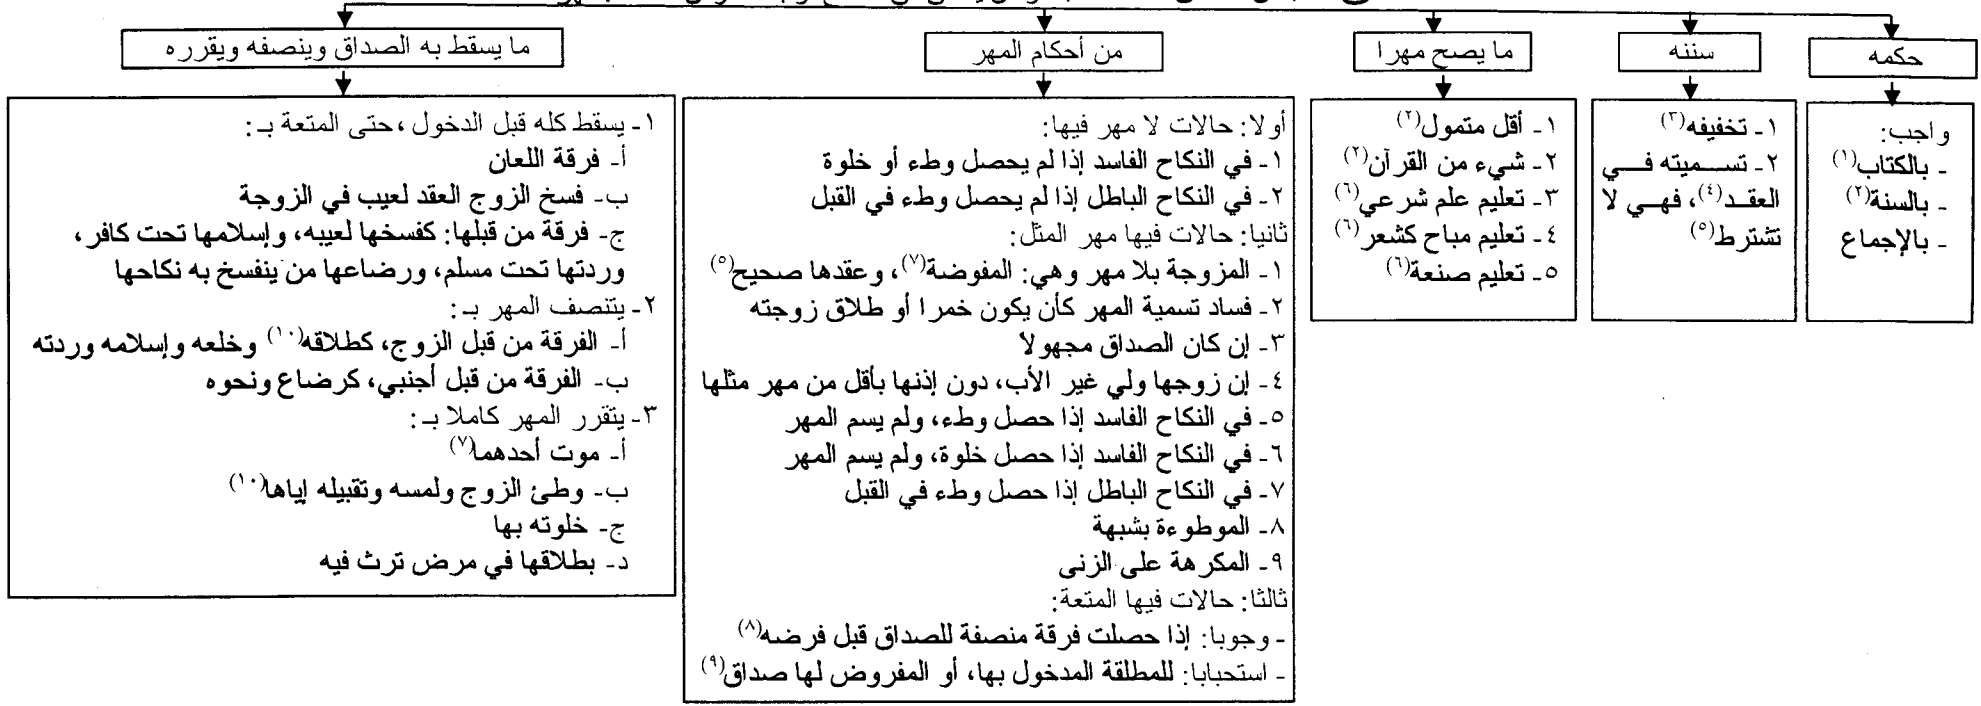 حكمه
واجب:
- بالكتاب(١)
- بالسنة(٢)
- بالإجماع
سننه
١- تخفيفه(٣)
٢- تسميته في
العقد(٤)، فهي لا
تشترط(٥)
ما يصح مهرا
١- أقل متمول(٢)
٢- شيء من القرآن(٢)
٣- تعليم علم شرعي(٦)
٤- تعليم مباح كشعر(٦)
٥- تعليم صنعة(٦)
من أحكام المهر
أولا: حالات لا مهر فيها:
١- في النكاح الفاسد إذا لم يحصل وطء أو خلوة
٢- في النكاح الباطل إذا لم يحصل وطء في القبل
ثانيا: حالات فيها مهر المثل:
١- المزوجة بلا مهر وهي: المفوضة(٧)، وعقدها صحيح(٥)
٢- فساد تسمية المهر كأن يكون خمرا أو طلاق زوجته
٣- إن كان الصداق مجهولا
٤- إن زوجها ولي غير الأب، دون إذنها بأقل من مهر مثلها
٥- في النكاح الفاسد إذا حصل وطء، ولم يسم المهر
٦- في النكاح الفاسد إذا حصل خلوة، ولم يسم المهر
٧- في النكاح الباطل إذا حصل وطء في القبل
٨- الموطوءة بشبهة
٩- المكرهة على الزنى
ثالثا: حالات فيها المتعة:
- وجوبا: إذا حصلت فرقة منصفة للصداق قبل فرضه(٨)
- استحبابا: للمطلقة المدخول بها، أو المفروض لها صداق(٩)
ما يسقط به الصداق وينصفه ويقرره
١- يسقط كله قبل الدخول، حتى المتعة بـ:
أ- فرقة اللعان
ب- فسخ الزوج العقد لعيب في الزوجة
ج- فرقة من قبلها: كفسخها لعيبه، وإسلامها تحت كافر،
وردتها تحت مسلم، ورضاعها من ينفسخ به نكاحها
٢- يتنصف المهر بـ:
أ- الفرقة من قبل الزوج، كطلاقه(١٠) وخلعه وإسلامه وردته
ب- الفرقة من قبل أجنبي، كرضاع ونحوه
٣- يتقرر المهر كاملا بـ:
أ- موت أحدهما(٧)
ب- وطئ الزوج ولمسه وتقبيله إياها(١٠)
ج- خلوته بها
د- بطلاقها في مرض ترث فيه